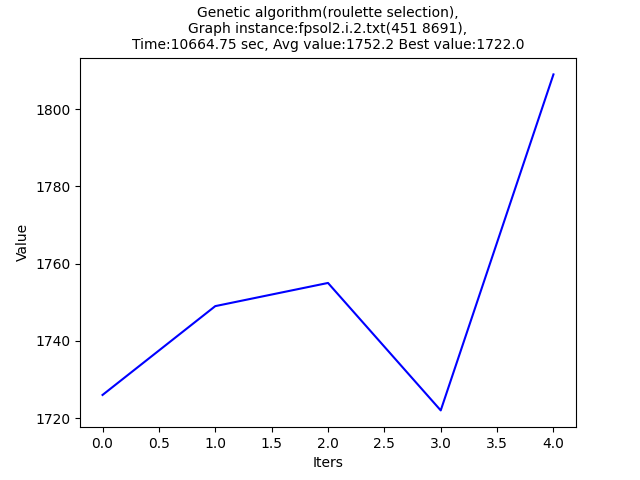 Genetic algorithm(roulette selection),
Graph instance:fpsol2.i.2.txt(451 8691),
Time:10664.75 sec, Avg value:1752.2 Best value:1722.0
1800
1780
1760
1740
1720
Value
0.0 0.5 1.0 1.5 2.0 2.5 3.0 3.5 4.0
Iters